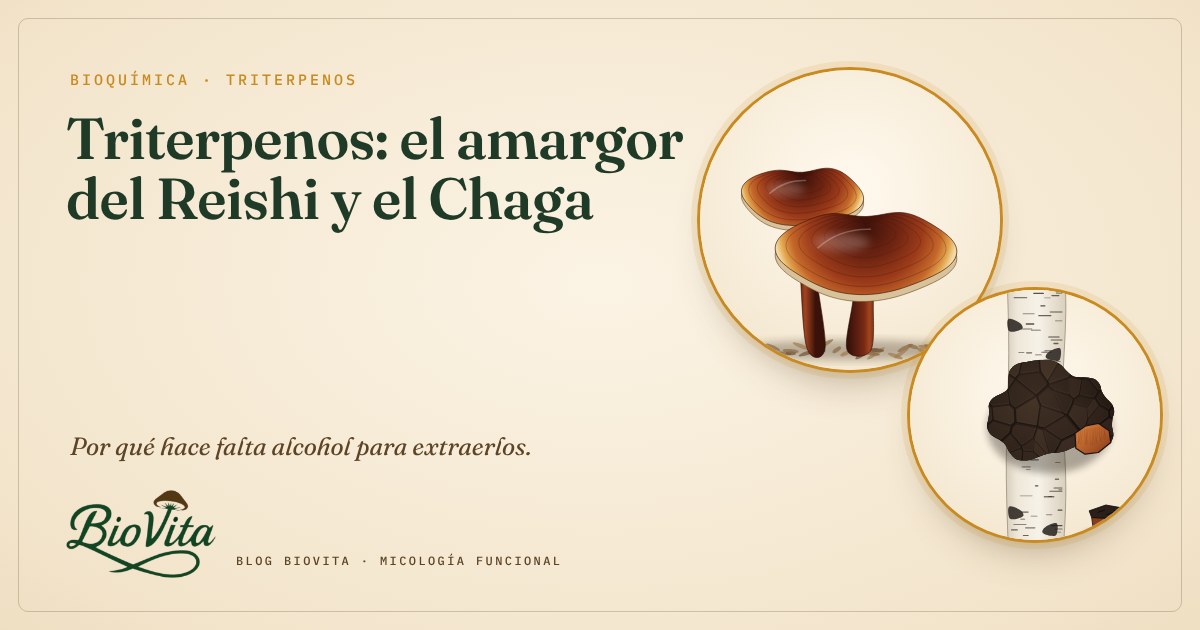 BIOQUÍMICA · TRITERPENOS
Triterpenos: el amargor
del Reishi y el Chaga
Por qué hace falta alcohol para extraerlos.
BioVita
BLOG BIOVITA · MICOLOGÍA FUNCIONAL